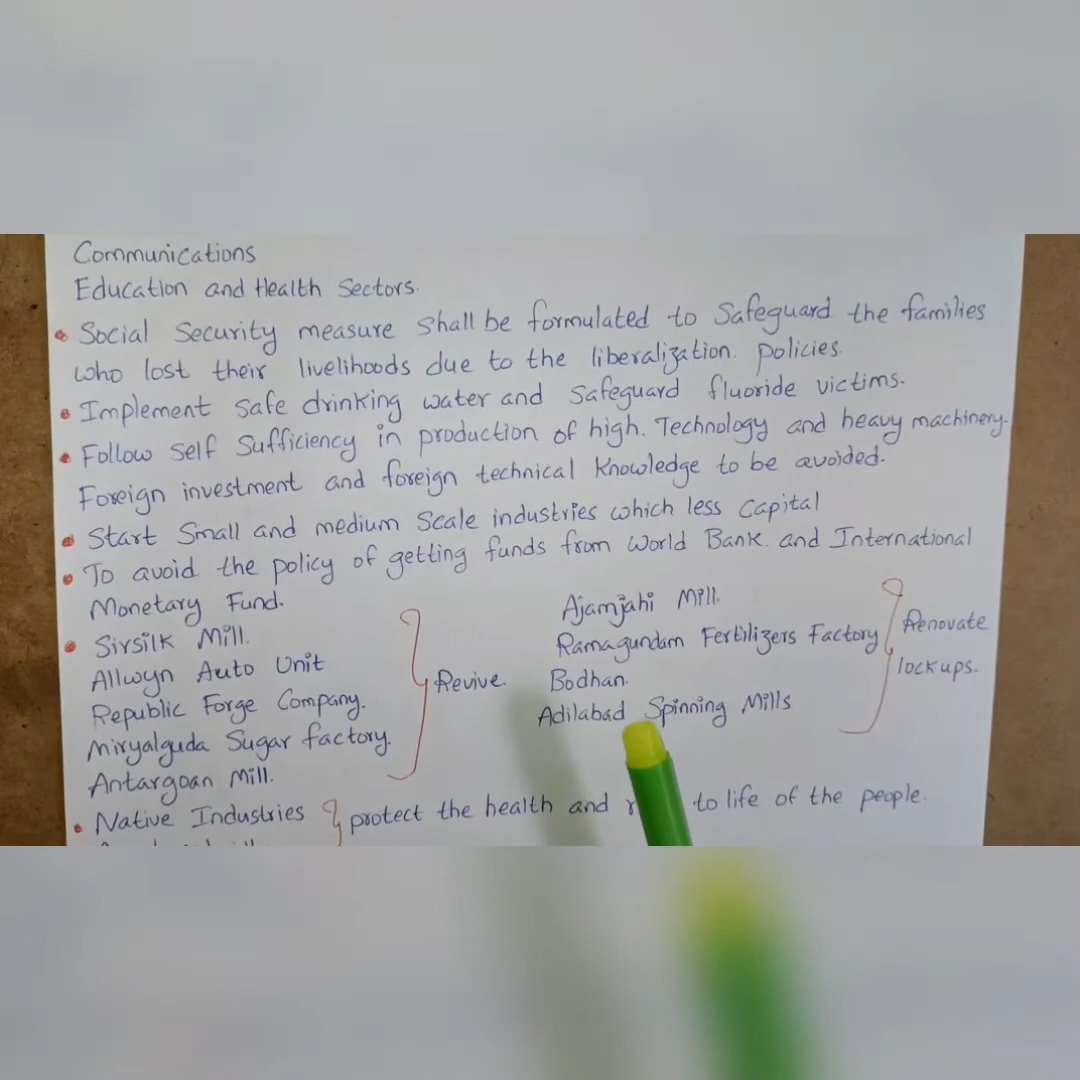 Communications
Education and Health Sectors.
• Social Security measure shall be formulated to Safeguard the families
who lost their livelihoods due to the liberalization. policies.
• Implement safe drinking water and safeguard fluoride victims.
• Follow Self Sufficiency in production of high. Technology and heavy machinery.
Foreign investment and foreign technical knowledge to be avoided.
• Start Small and medium Scale industries which less capital
• To avoid the policy of getting funds from World Bank. and International
Monetary Fund.
• Sirsilk Mill.
Allwyn Auto Unit
Republic Forge Company.
Miryalguda Sugar factory.
Antargoan Mill.
Revive.
Ajamjahi Mill.
Ramagundam Fertilizers Factory
Bodhan.
Adilabad Spinning Mills
Renovate
lockups.
• Native Industries } protect the health and to life of the people.